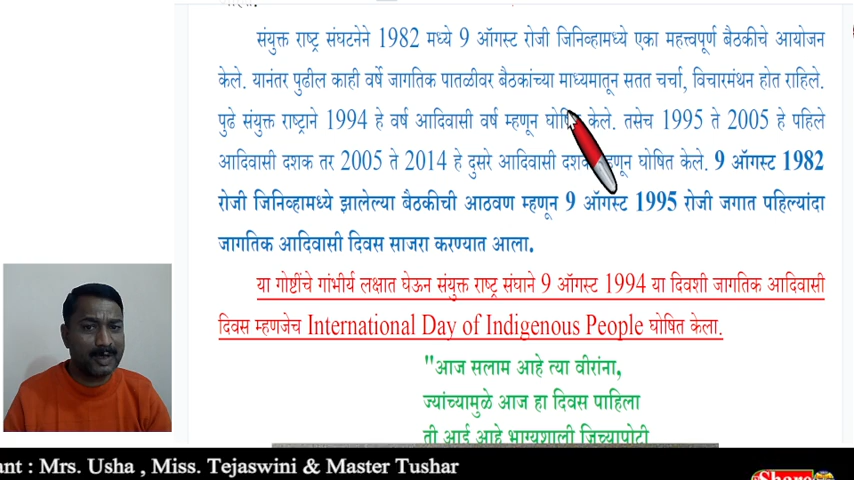 संयुक्त राष्ट्र संघटनेने 1982 मध्ये 9 ऑगस्ट रोजी जिनिव्हामध्ये एका महत्त्वपूर्ण बैठकीचे आयोजन
केले. यानंतर पुढील काही वर्षे जागतिक पातळीवर बैठकांच्या माध्यमातून सतत चर्चा, विचारमंथन होत राहिले.
पुढे संयुक्त राष्ट्राने 1994 हे वर्ष आदिवासी वर्ष म्हणून घोषित केले. तसेच 1995 ते 2005 हे पहिले
आदिवासी दशक तर 2005 ते 2014 हे दुसरे आदिवासी दशक म्हणून घोषित केले. 9 ऑगस्ट 1982
रोजी जिनिव्हामध्ये झालेल्या बैठकीची आठवण म्हणून 9 ऑगस्ट 1995 रोजी जगात पहिल्यांदा
जागतिक आदिवासी दिवस साजरा करण्यात आला.
या गोष्टींचे गांभीर्य लक्षात घेऊन संयुक्त राष्ट्र संघाने 9 ऑगस्ट 1994 या दिवशी जागतिक आदिवासी
दिवस म्हणजेच International Day of Indigenous People घोषित केला.
"आज सलाम आहे त्या वीरांना,
ज्यांच्यामुळे आज हा दिवस पाहिला
ती आई आहे भाग्यशाली जिच्यापोटी
ant : Mrs. Usha , Miss. Tejaswini & Master Tushar
eShare